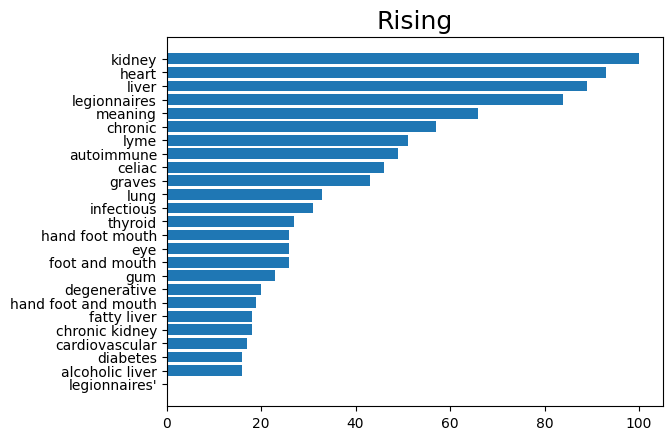 Rising
kidney
heart
liver
legionnaires
meaning
chronic
lyme
autoimmune
celiac
graves
lung
infectious
thyroid
hand foot mouth
eye
foot and mouth
gum
degenerative
hand foot and mouth
fatty liver
chronic kidney
cardiovascular
diabetes
alcoholic liver
legionnaires'
0 20 40 60 80 100